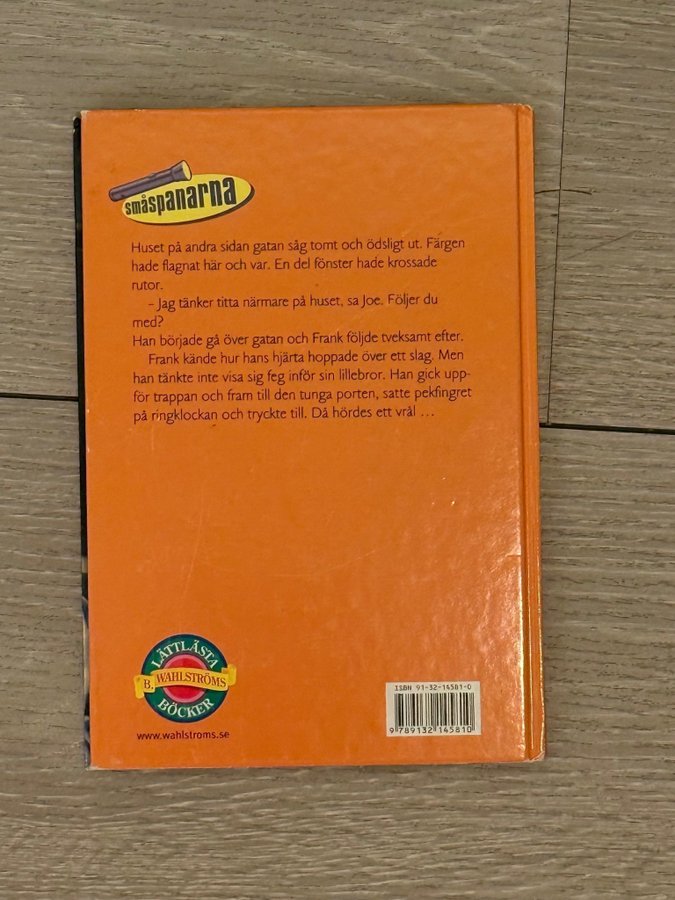 småspanarna
Huset på andra sidan gatan såg tomt och ödsligt ut. Färgen
hade flagnat här och var. En del fönster hade krossade
rutor.
– Jag tänker titta närmare på huset, sa Joe. Följer du
med?
Han började gå över gatan och Frank följde tveksamt efter.
Frank kände hur hans hjärta hoppade över ett slag. Men
han tänkte inte visa sig feg inför sin lillebror. Han gick upp-
för trappan och fram till den tunga porten, satte pekfingret
på ringklockan och tryckte till. Då hördes ett vrål ...
LÄTTLÄSTA
B. WAHLSTRÖMS
BÖCKER
www.wahlstroms.se
ISBN 91-32-14581-0
9 789132 145810